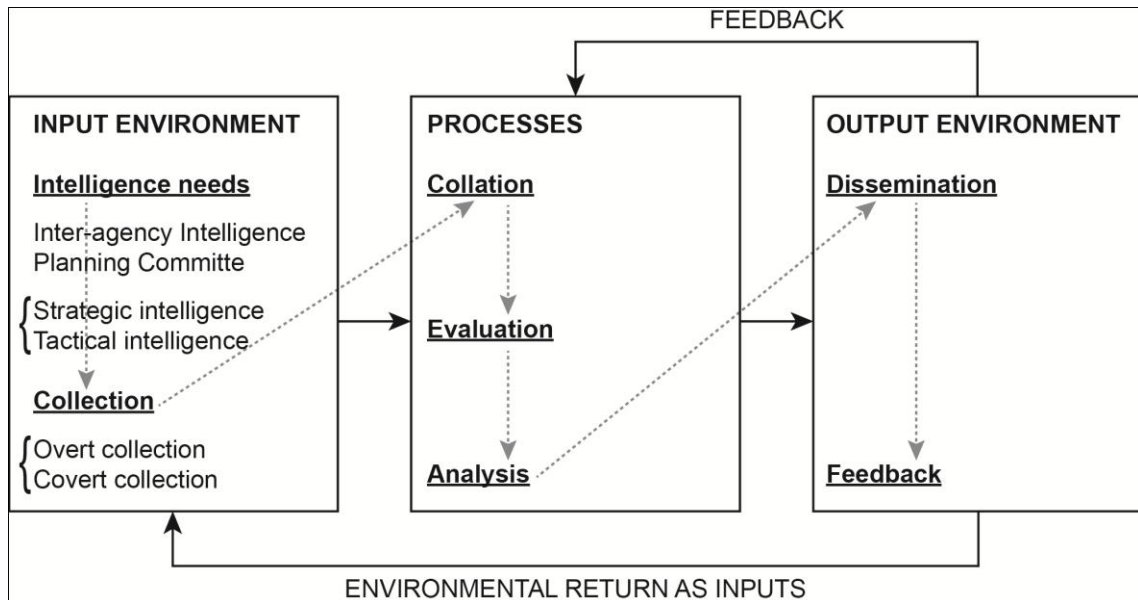 FEEDBACK
INPUT ENVIRONMENT
Intelligence needs
Inter-agency Intelligence
Planning Committe
Strategic intelligence
Tactical intelligence
Collection
Overt collection
Covert collection
PROCESSES
Collation
Evaluation
Analysis
OUTPUT ENVIRONMENT
Dissemination
Feedback
ENVIRONMENTAL RETURN AS INPUTS